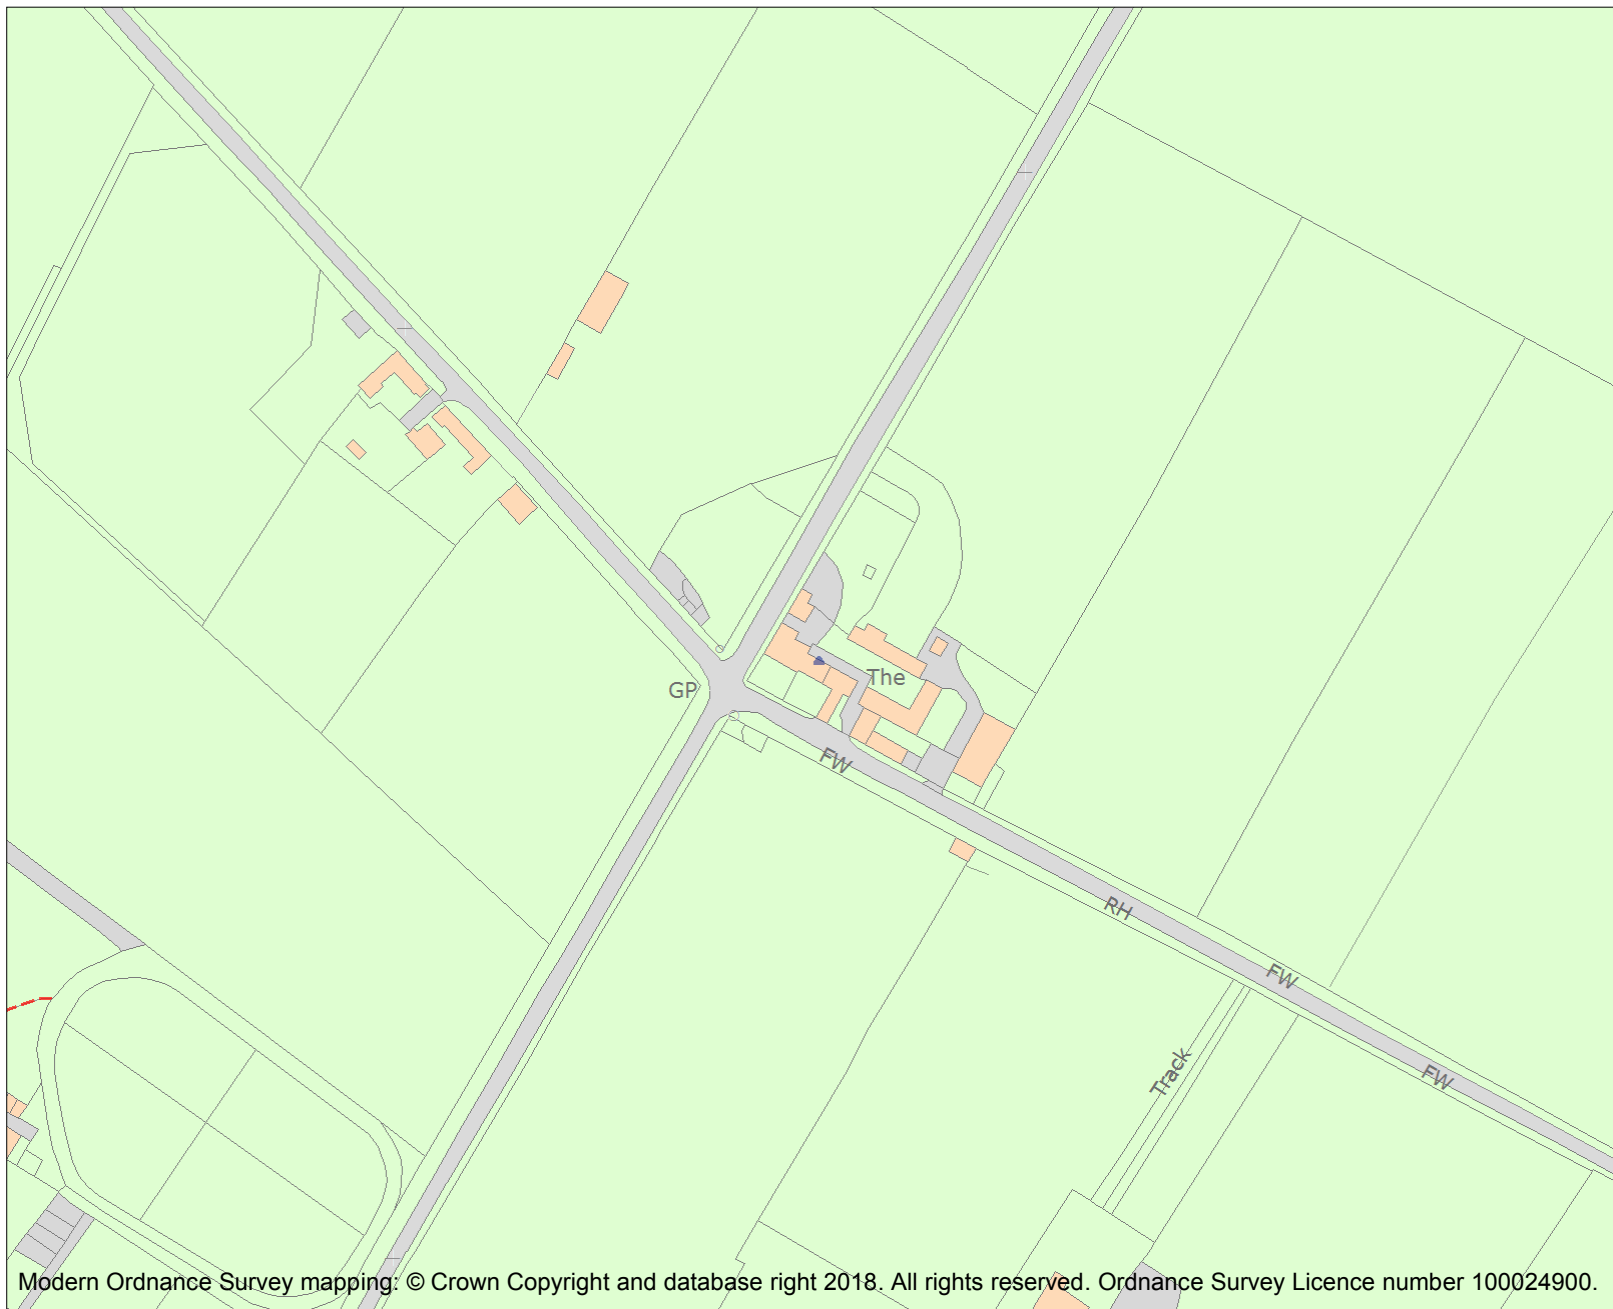 The
GP
FW
RH
FW
Track
FW
Modern Ordnance Survey mapping: © Crown Copyright and database right 2018. All rights reserved. Ordnance Survey Licence number 100024900.